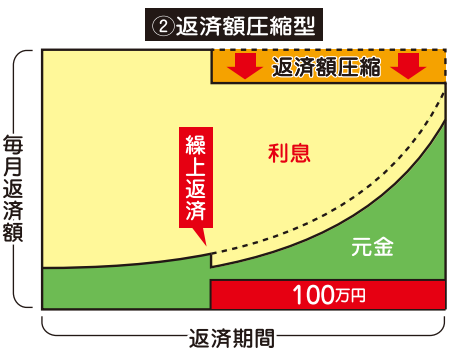 ②返済額圧縮型
返済額圧縮
毎月返済額
繰上返済
利息
元金
100万円
返済期間